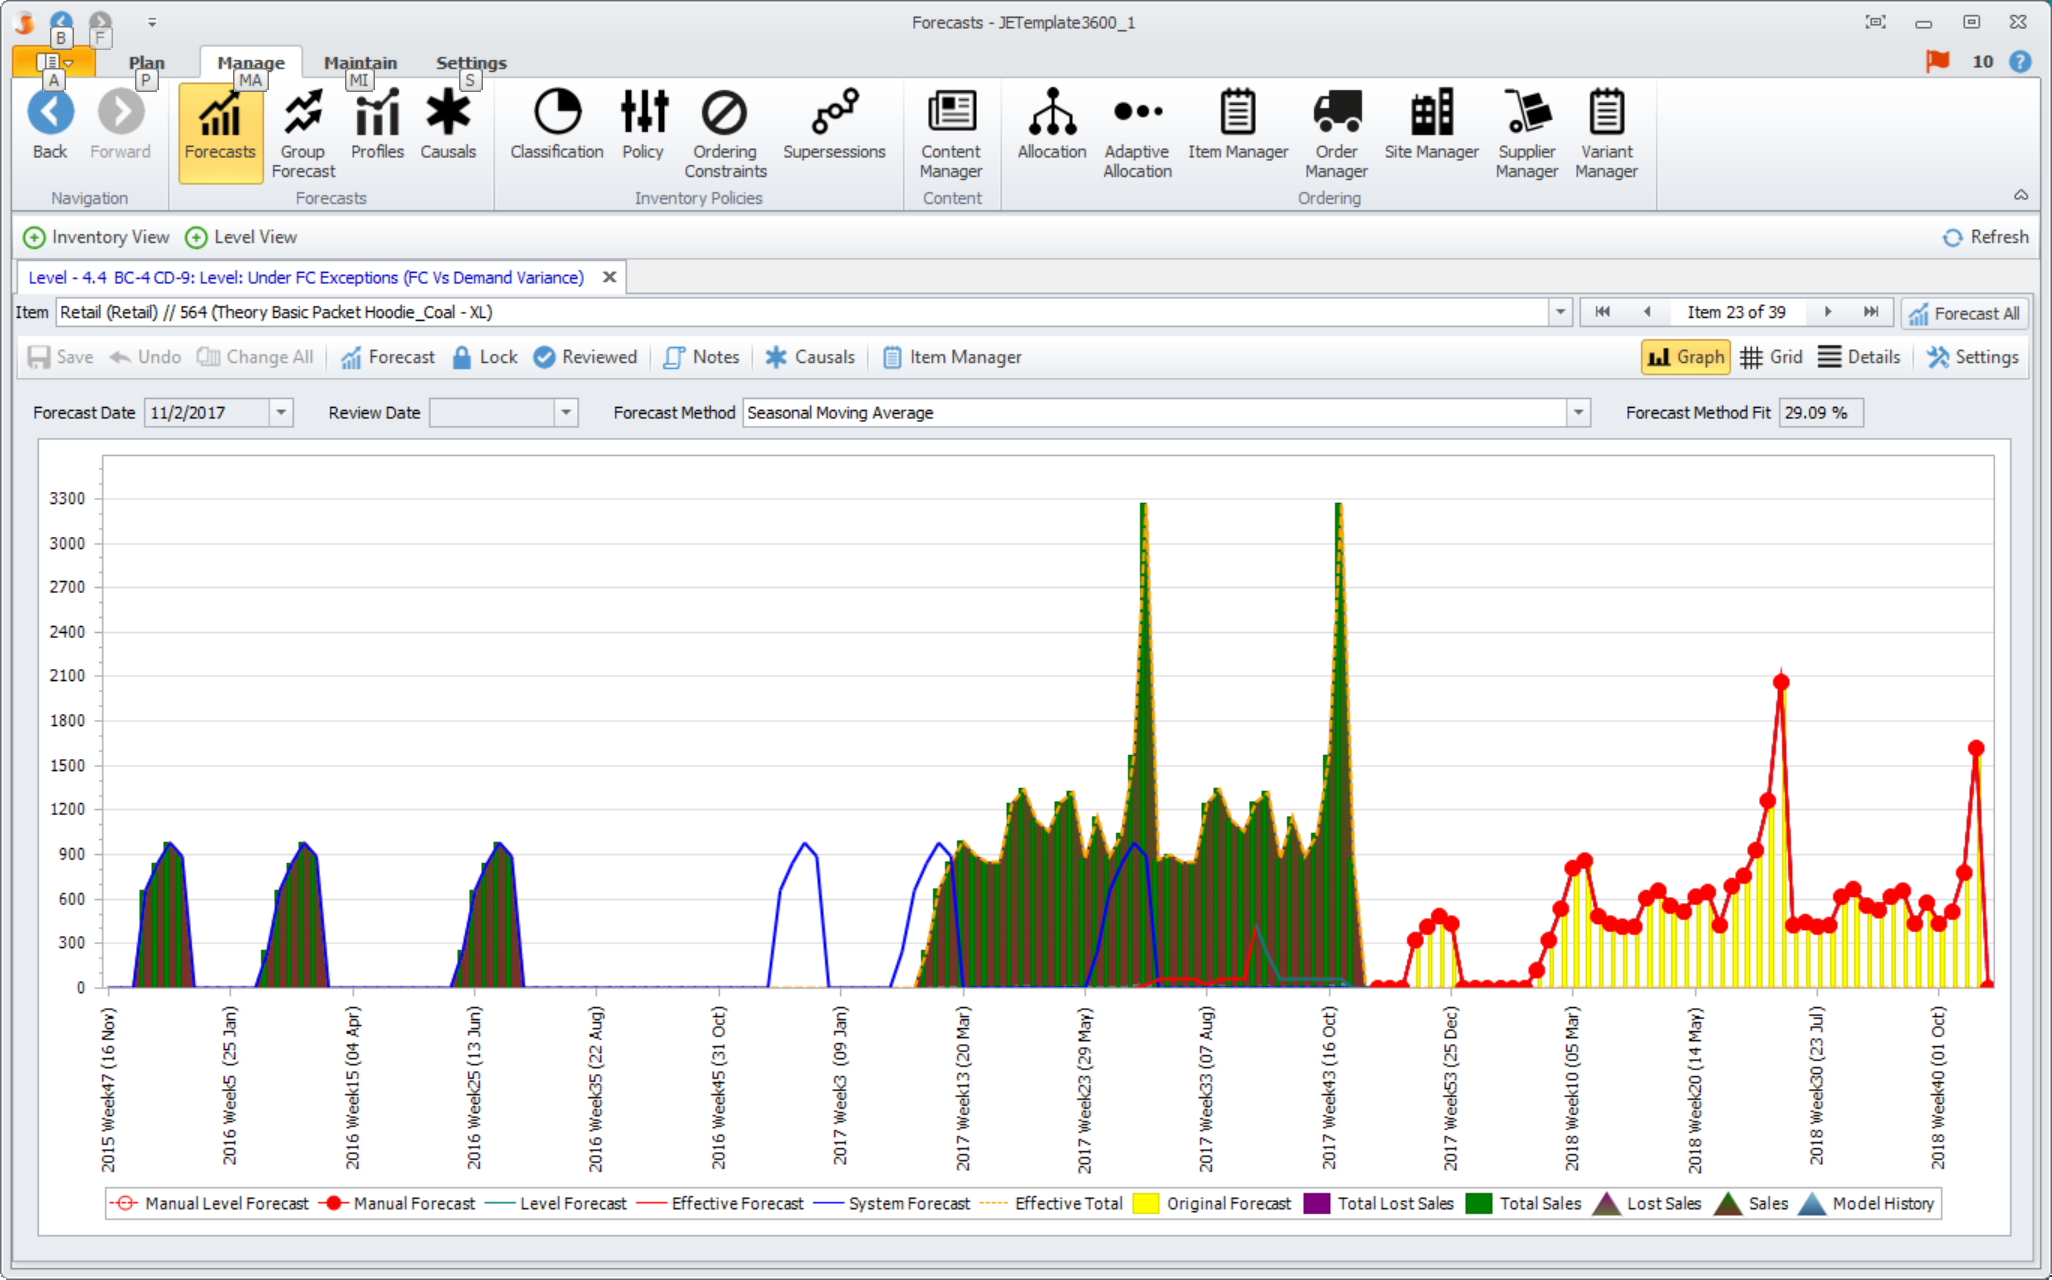 Forecasts - JETemplate3600_1
B F
Plan Manage Maintain Settings 10 ?
A P MA MI S
Back Forward Forecasts Group Forecast Profiles Causals Classification Policy Ordering Constraints Supersessions Content Manager Allocation Adaptive Allocation Item Manager Order Manager Site Manager Supplier Manager Variant Manager
Navigation Forecasts Inventory Policies Content Ordering
Inventory View Level View Refresh
Level - 4.4 BC-4 CD-9: Level: Under FC Exceptions (FC Vs Demand Variance)
Item Retail (Retail) // 564 (Theory Basic Packet Hoodie_Coal - XL) Item 23 of 39 Forecast All
Save Undo Change All Forecast Lock Reviewed Notes Causals Item Manager Graph Grid Details Settings
Forecast Date 11/2/2017 Review Date Forecast Method Seasonal Moving Average Forecast Method Fit 29.09 %
3300
3000
2700
2400
2100
1800
1500
1200
900
600
300
0
2015 Week47 (16 Nov)
2016 Week5 (25 Jan)
2016 Week15 (04 Apr)
2016 Week25 (13 Jun)
2016 Week35 (22 Aug)
2016 Week45 (31 Oct)
2017 Week3 (09 Jan)
2017 Week13 (20 Mar)
2017 Week23 (29 May)
2017 Week33 (07 Aug)
2017 Week43 (16 Oct)
2017 Week53 (25 Dec)
2018 Week10 (05 Mar)
2018 Week20 (14 May)
2018 Week30 (23 Jul)
2018 Week40 (01 Oct)
Manual Level Forecast Manual Forecast Level Forecast Effective Forecast System Forecast Effective Total Original Forecast Total Lost Sales Total Sales Lost Sales Sales Model History